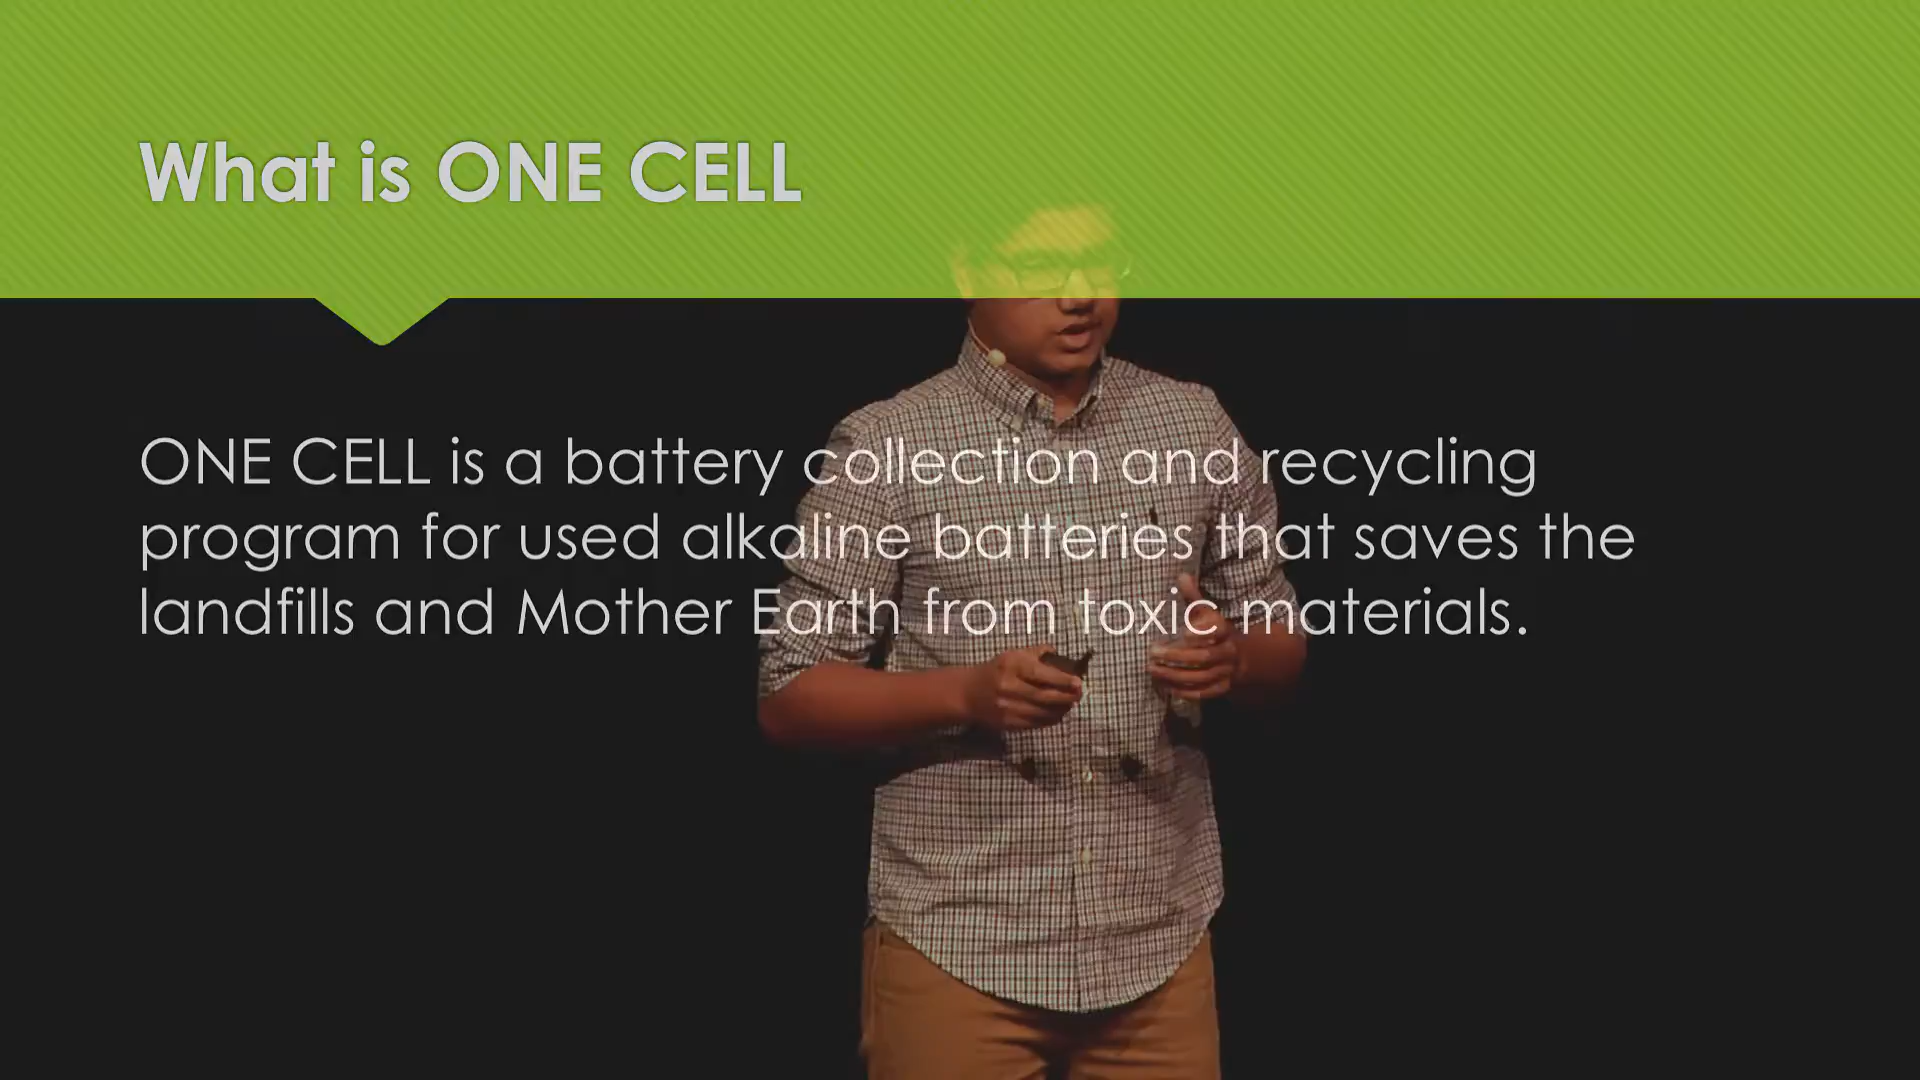 What is ONE CELL
ONE CELL is a battery collection and recycling
program for used alkaline batteries that saves the
landfills and Mother Earth from toxic materials.